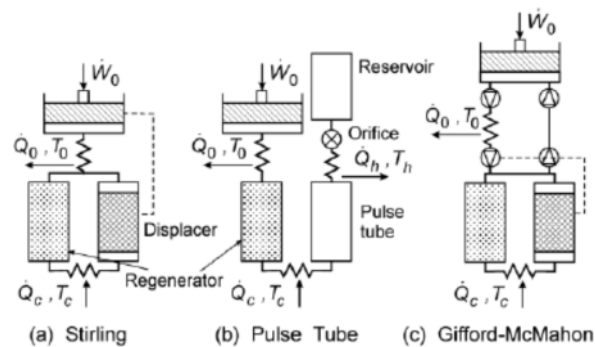 Ẇ₀
Q̇₀ , T₀
Displacer
Regenerator
Q̇c , Tc
(a) Stirling
Ẇ₀
Reservoir
Orifice
Q̇₀ , T₀
Q̇h , Th
Pulse
tube
Q̇c , Tc
(b) Pulse Tube
Ẇ₀
Q̇₀ , T₀
Q̇c , Tc
(c) Gifford-McMahon